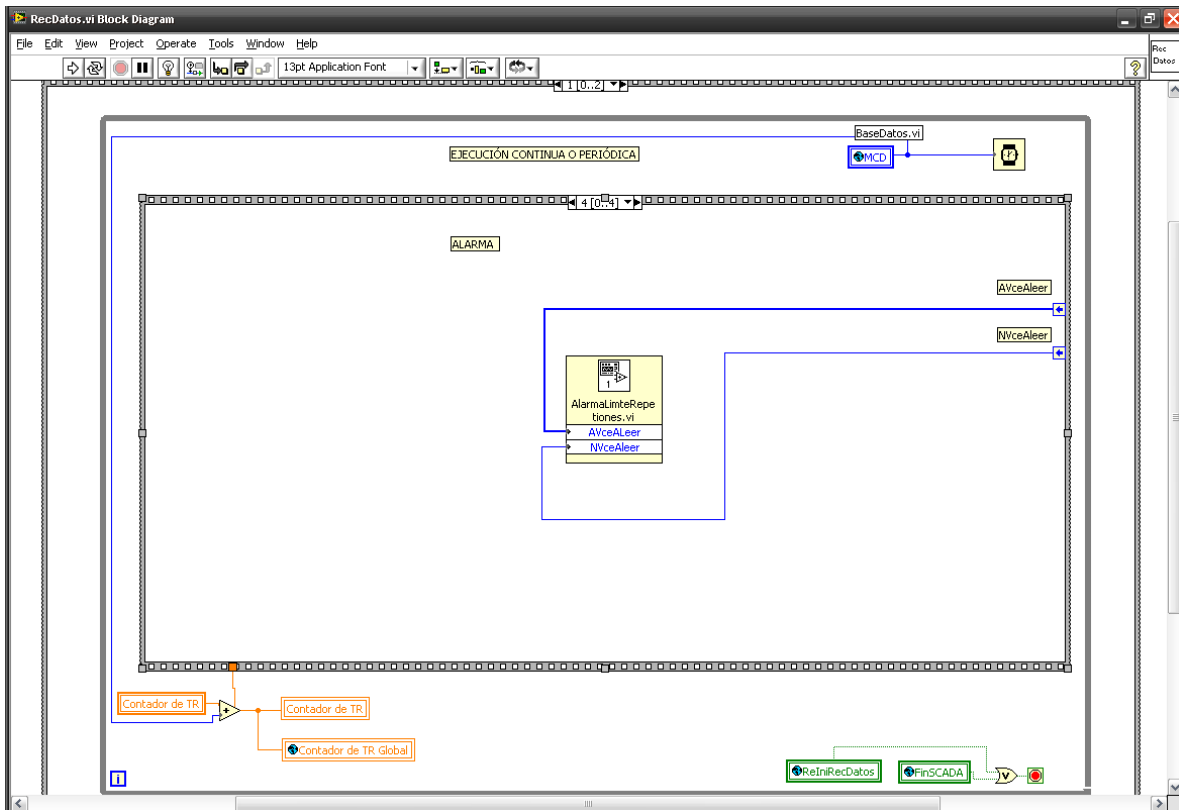 RecDatos.vi Block Diagram
File Edit View Project Operate Tools Window Help
13pt Application Font
?
Rec
Datos
1 [0..2]
BaseDatos.vi
EJECUCIÓN CONTINUA O PERIÓDICA
MCD
4 [0..4]
ALARMA
AVceAleer
NVceAleer
1
AlarmaLimteRepe
tiones.vi
AVceALeer
NVceAleer
Contador de TR
+
Contador de TR
Contador de TR Global
ReIniRecDatos
FinSCADA
V
i